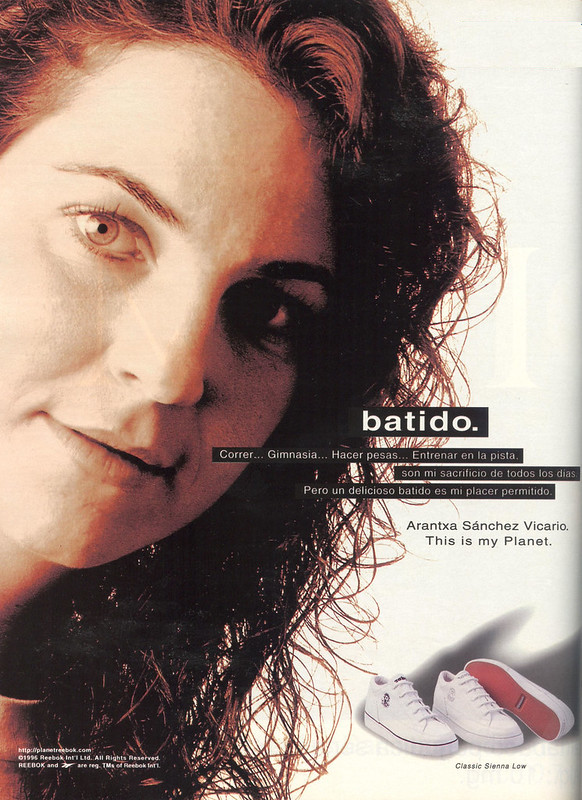 batido.
Correr... Gimnasia... Hacer pesas... Entrenar en la pista.
son mi sacrificio de todos los dias
Pero un delicioso batido es mi placer permitido.
Arantxa Sánchez Vicario.
This is my Planet.
http://planetreebok.com
©1996 Reebok Int'l Ltd. All Rights Reserved.
REEBOK and are reg. TMs of Reebok Int'l.
Classic Sienna Low